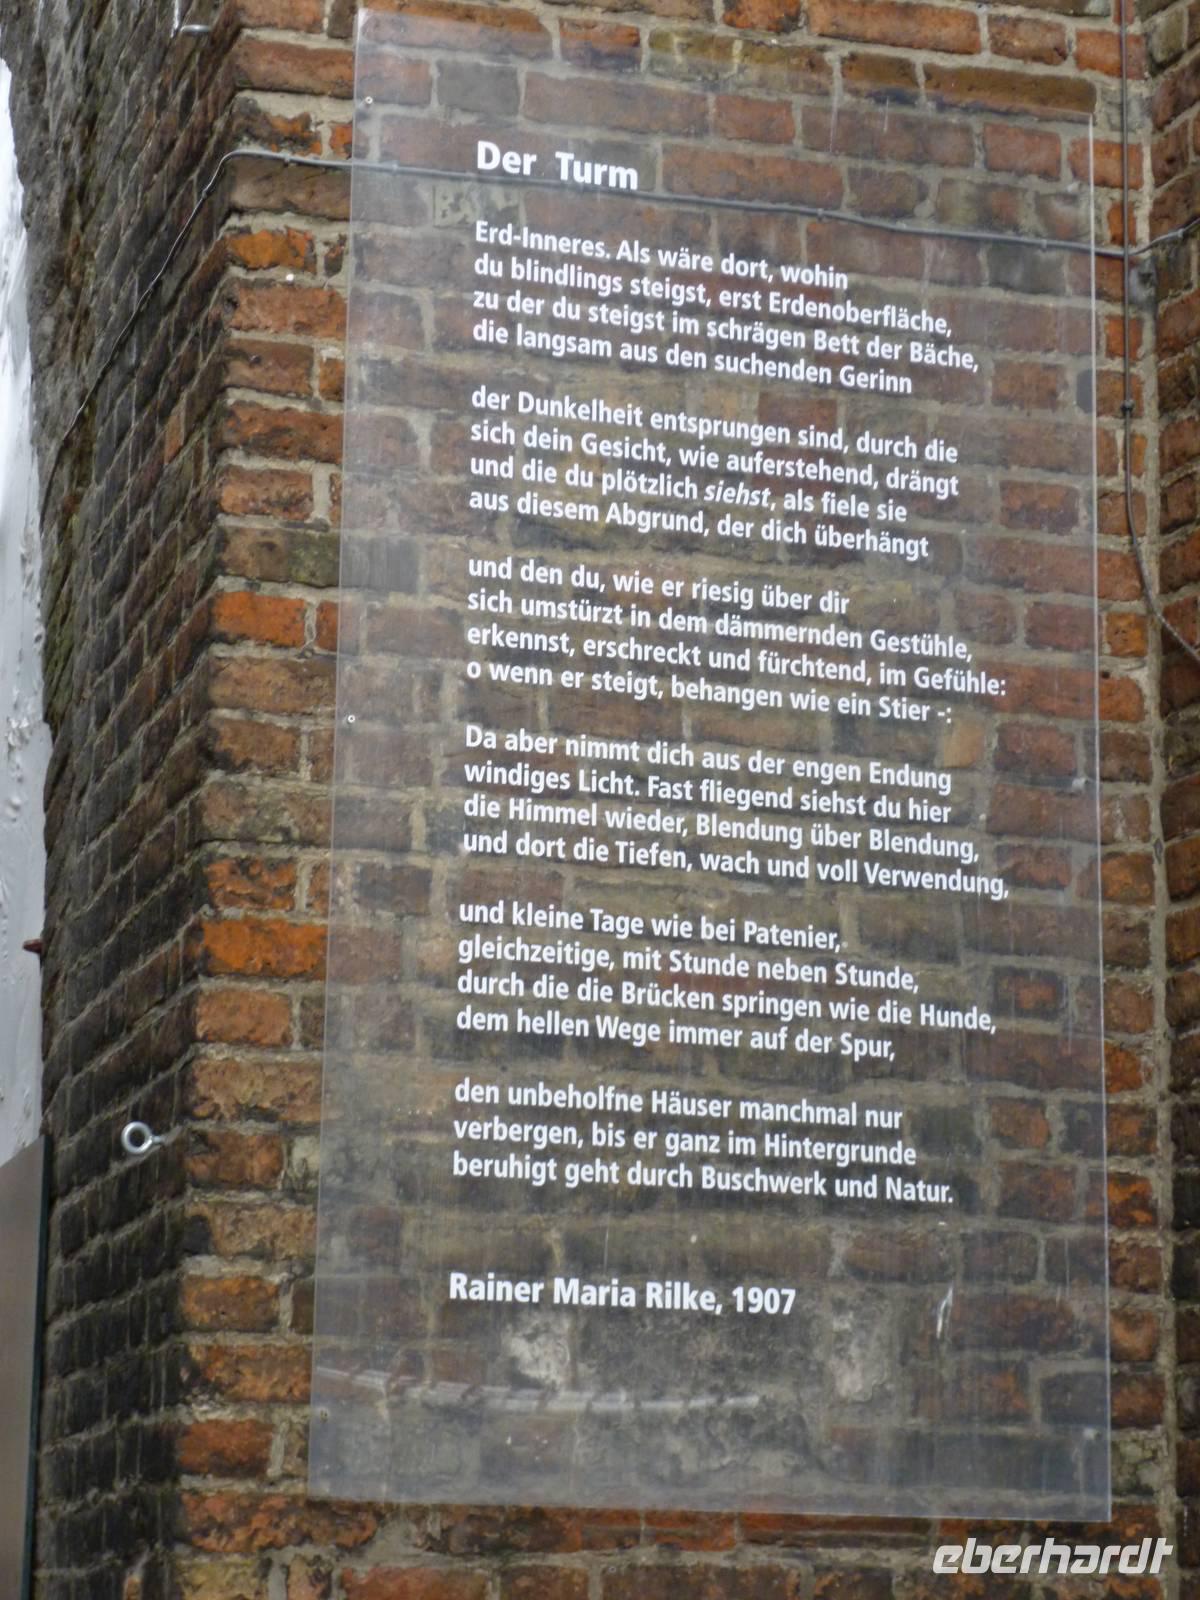 Der Turm
Erd-Inneres. Als wäre dort, wohin
du blindlings steigst, erst Erdenoberfläche,
zu der du steigst im schrägen Bett der Bäche,
die langsam aus den suchenden Gerinn
der Dunkelheit entsprungen sind, durch die
sich dein Gesicht, wie auferstehend, drängt
und die du plötzlich siehst, als fiele sie
aus diesem Abgrund, der dich überhängt
und den du, wie er riesig über dir
sich umstürzt in dem dämmernden Gestühle,
erkennst, erschreckt und fürchtend, im Gefühle:
o wenn er steigt, behangen wie ein Stier -:
Da aber nimmt dich aus der engen Endung
windiges Licht. Fast fliegend siehst du hier
die Himmel wieder, Blendung über Blendung,
und dort die Tiefen, wach und voll Verwendung,
und kleine Tage wie bei Patenier,
gleichzeitige, mit Stunde neben Stunde,
durch die die Brücken springen wie die Hunde,
dem hellen Wege immer auf der Spur,
den unbeholfne Häuser manchmal nur
verbergen, bis er ganz im Hintergrunde
beruhigt geht durch Buschwerk und Natur.
Rainer Maria Rilke, 1907
eberhardt